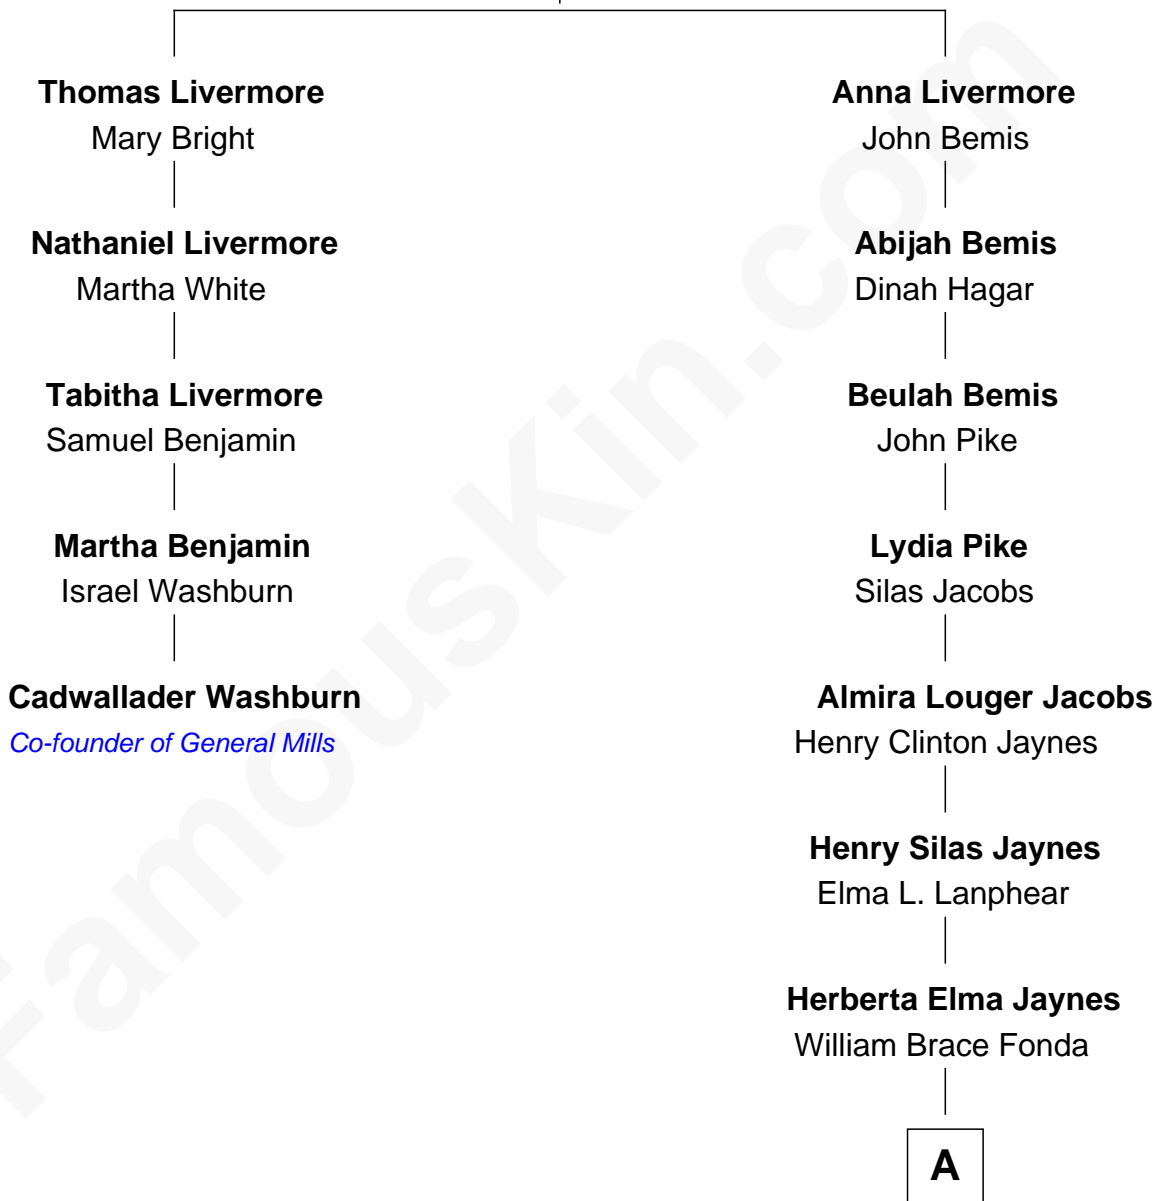 Thomas Livermore
Mary Bright
Nathaniel Livermore
Martha White
Tabitha Livermore
Samuel Benjamin
Martha Benjamin
Israel Washburn
Cadwallader Washburn
Co-founder of General Mills
Anna Livermore
John Bemis
Abijah Bemis
Dinah Hagar
Beulah Bemis
John Pike
Lydia Pike
Silas Jacobs
Almira Louger Jacobs
Henry Clinton Jaynes
Henry Silas Jaynes
Elma L. Lanphear
Herberta Elma Jaynes
William Brace Fonda
A
FamousKin.com